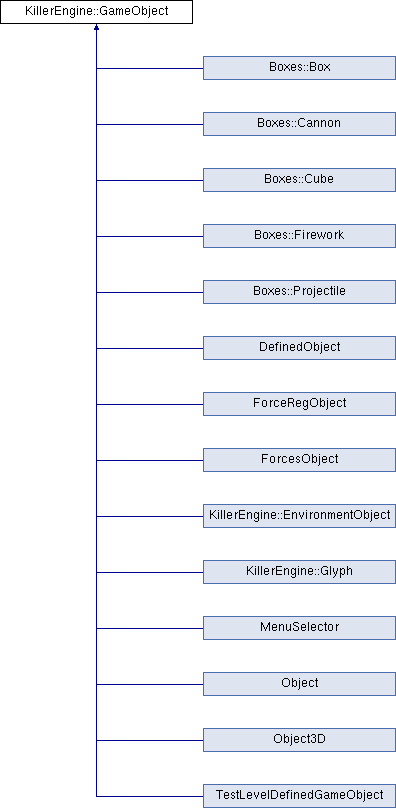 KillerEngine::GameObject
Boxes::Box
Boxes::Cannon
Boxes::Cube
Boxes::Firework
Boxes::Projectile
DefinedObject
ForceRegObject
ForcesObject
KillerEngine::EnvironmentObject
KillerEngine::Glyph
MenuSelector
Object
Object3D
TestLevelDefinedGameObject